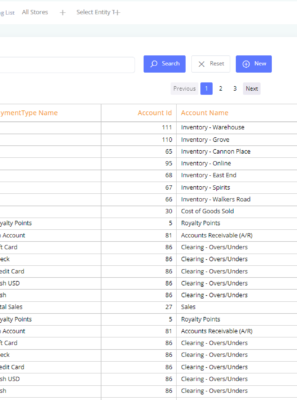 ng List All Stores + Select Entity T +
Search Reset New
Previous 1 2 3 Next
ymentType Name Account Id Account Name
111 Inventory - Warehouse
110 Inventory - Grove
65 Inventory - Cannon Place
95 Inventory - Online
68 Inventory - East End
67 Inventory - Spirits
66 Inventory - Walkers Road
30 Cost of Goods Sold
yalty Points 5 Royalty Points
Account 81 Accounts Receivable (A/R)
ft Card 86 Clearing - Overs/Unders
eck 86 Clearing - Overs/Unders
edit Card 86 Clearing - Overs/Unders
sh USD 86 Clearing - Overs/Unders
sh 86 Clearing - Overs/Unders
tal Sales 27 Sales
yalty Points 5 Royalty Points
Account 81 Accounts Receivable (A/R)
ft Card 86 Clearing - Overs/Unders
eck 86 Clearing - Overs/Unders
edit Card 86 Clearing - Overs/Unders
sh USD 86 Clearing - Overs/Unders
sh 86 Clearing - Overs/Unders